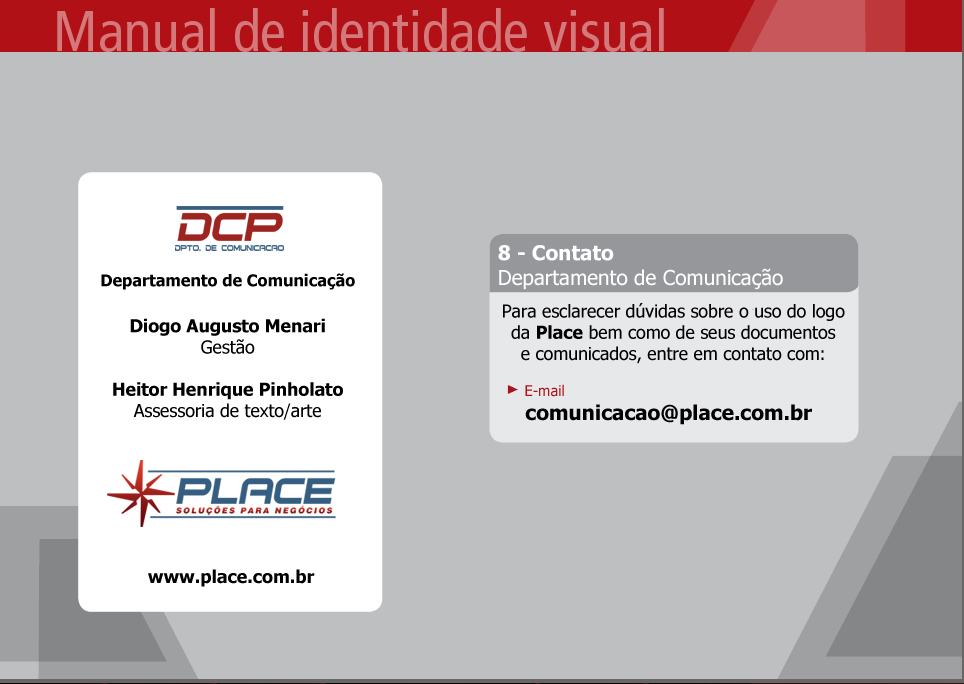 Manual de identidade visual
DCP
DPTO. DE COMUNICACAO
Departamento de Comunicação
Diogo Augusto Menari
Gestão
Heitor Henrique Pinholato
Assessoria de texto/arte
PLACE
SOLUÇÕES PARA NEGÓCIOS
www.place.com.br
8 - Contato
Departamento de Comunicação
Para esclarecer dúvidas sobre o uso do logo
da Place bem como de seus documentos
e comunicados, entre em contato com:
► E-mail
comunicacao@place.com.br